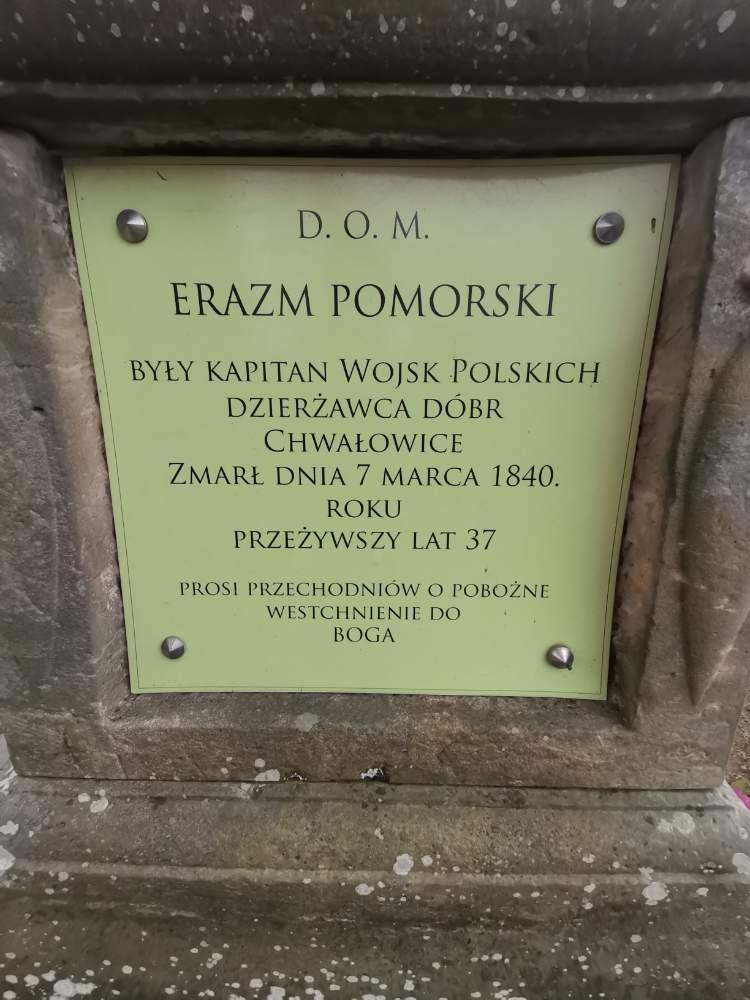 D. O. M.
ERAZM POMORSKI
BYŁY KAPITAN WOJSK POLSKICH
DZIERŻAWCA DÓBR
CHWAŁOWICE
ZMARŁ DNIA 7 MARCA 1840.
ROKU
PRZEŻYWSZY LAT 37
PROSI PRZECHODNIÓW O POBOŻNE
WESTCHNIENIE DO
BOGA